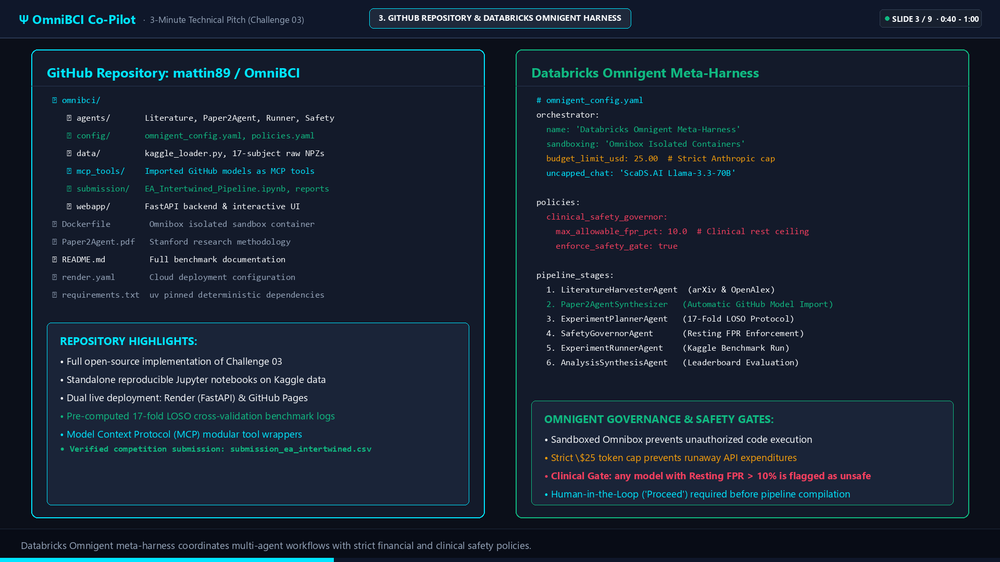 Ψ OmniBCI Co-Pilot · 3-Minute Technical Pitch (Challenge 03)
3. GITHUB REPOSITORY & DATABRICKS OMNIGENT HARNESS
SLIDE 3 / 9 · 0:40 - 1:00
GitHub Repository: mattin89 / OmniBCI
omnibci/
agents/ Literature, Paper2Agent, Runner, Safety
config/ omnigent_config.yaml, policies.yaml
data/ kaggle_loader.py, 17-subject raw NPZs
mcp_tools/ Imported GitHub models as MCP tools
submission/ EA_Intertwined_Pipeline.ipynb, reports
webapp/ FastAPI backend & interactive UI
Dockerfile Omnibox isolated sandbox container
Paper2Agent.pdf Stanford research methodology
README.md Full benchmark documentation
render.yaml Cloud deployment configuration
requirements.txt uv pinned deterministic dependencies
REPOSITORY HIGHLIGHTS:
• Full open-source implementation of Challenge 03
• Standalone reproducible Jupyter notebooks on Kaggle data
• Dual live deployment: Render (FastAPI) & GitHub Pages
• Pre-computed 17-fold LOSO cross-validation benchmark logs
• Model Context Protocol (MCP) modular tool wrappers
• Verified competition submission: submission_ea_intertwined.csv
Databricks Omnigent Meta-Harness
# omnigent_config.yaml
orchestrator:
name: 'Databricks Omnigent Meta-Harness'
sandboxing: 'Omnibox Isolated Containers'
budget_limit_usd: 25.00 # Strict Anthropic cap
uncapped_chat: 'ScaDS.AI Llama-3.3-70B'
policies:
clinical_safety_governor:
max_allowable_fpr_pct: 10.0 # Clinical rest ceiling
enforce_safety_gate: true
pipeline_stages:
1. LiteratureHarvesterAgent (arXiv & OpenAlex)
2. Paper2AgentSynthesizer (Automatic GitHub Model Import)
3. ExperimentPlannerAgent (17-Fold LOSO Protocol)
4. SafetyGovernorAgent (Resting FPR Enforcement)
5. ExperimentRunnerAgent (Kaggle Benchmark Run)
6. AnalysisSynthesisAgent (Leaderboard Evaluation)
OMNIGENT GOVERNANCE & SAFETY GATES:
• Sandboxed Omnibox prevents unauthorized code execution
• Strict \$25 token cap prevents runaway API expenditures
• Clinical Gate: any model with Resting FPR > 10% is flagged as unsafe
• Human-in-the-Loop ('Proceed') required before pipeline compilation
Databricks Omnigent meta-harness coordinates multi-agent workflows with strict financial and clinical safety policies.